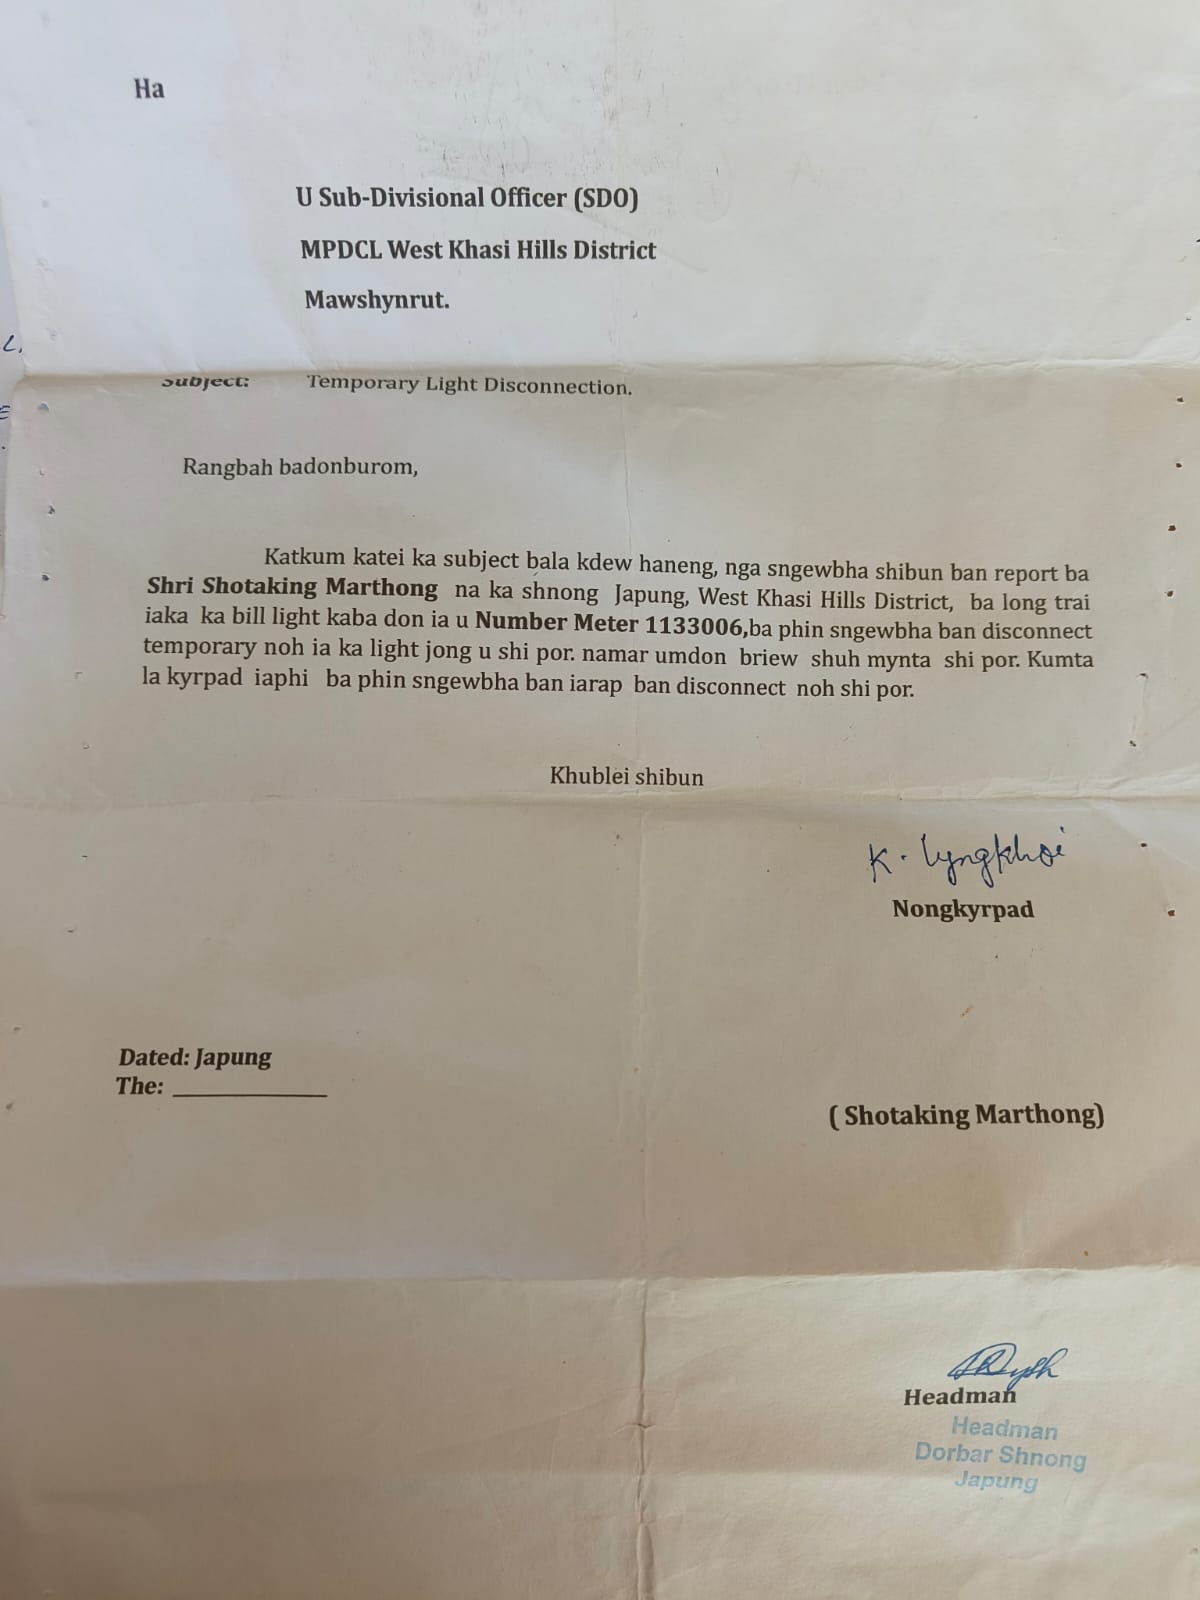 Ha
U Sub-Divisional Officer (SDO)
MPDCL West Khasi Hills District
Mawshynrut.
Subject: Temporary Light Disconnection.
Rangbah badonburom,
Katkum katei ka subject bala kdew haneng, nga sngewbha shibun ban report ba
Shri Shotaking Marthong na ka shnong Japung, West Khasi Hills District, ba long trai
iaka ka bill light kaba don ia u Number Meter 1133006,ba phin sngewbha ban disconnect
temporary noh ia ka light jong u shi por. namar umdon briew shuh mynta shi por. Kumta
la kyrpad iaphi ba phin sngewbha ban iarap ban disconnect noh shi por.
Khublei shibun
K. Lyngkhoi
Nongkyrpad
Dated: Japung
The: ____________
( Shotaking Marthong)
Headman
Headman
Dorbar Shnong
Japung